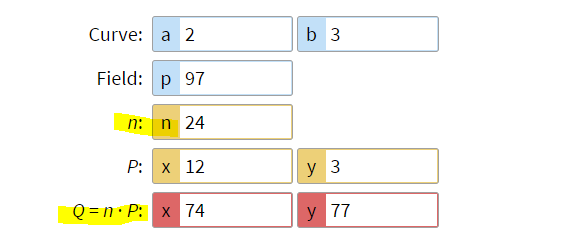 Curve: a 2 b 3
Field: p 97
n: n 24
P: x 12 y 3
Q = n · P: x 74 y 77